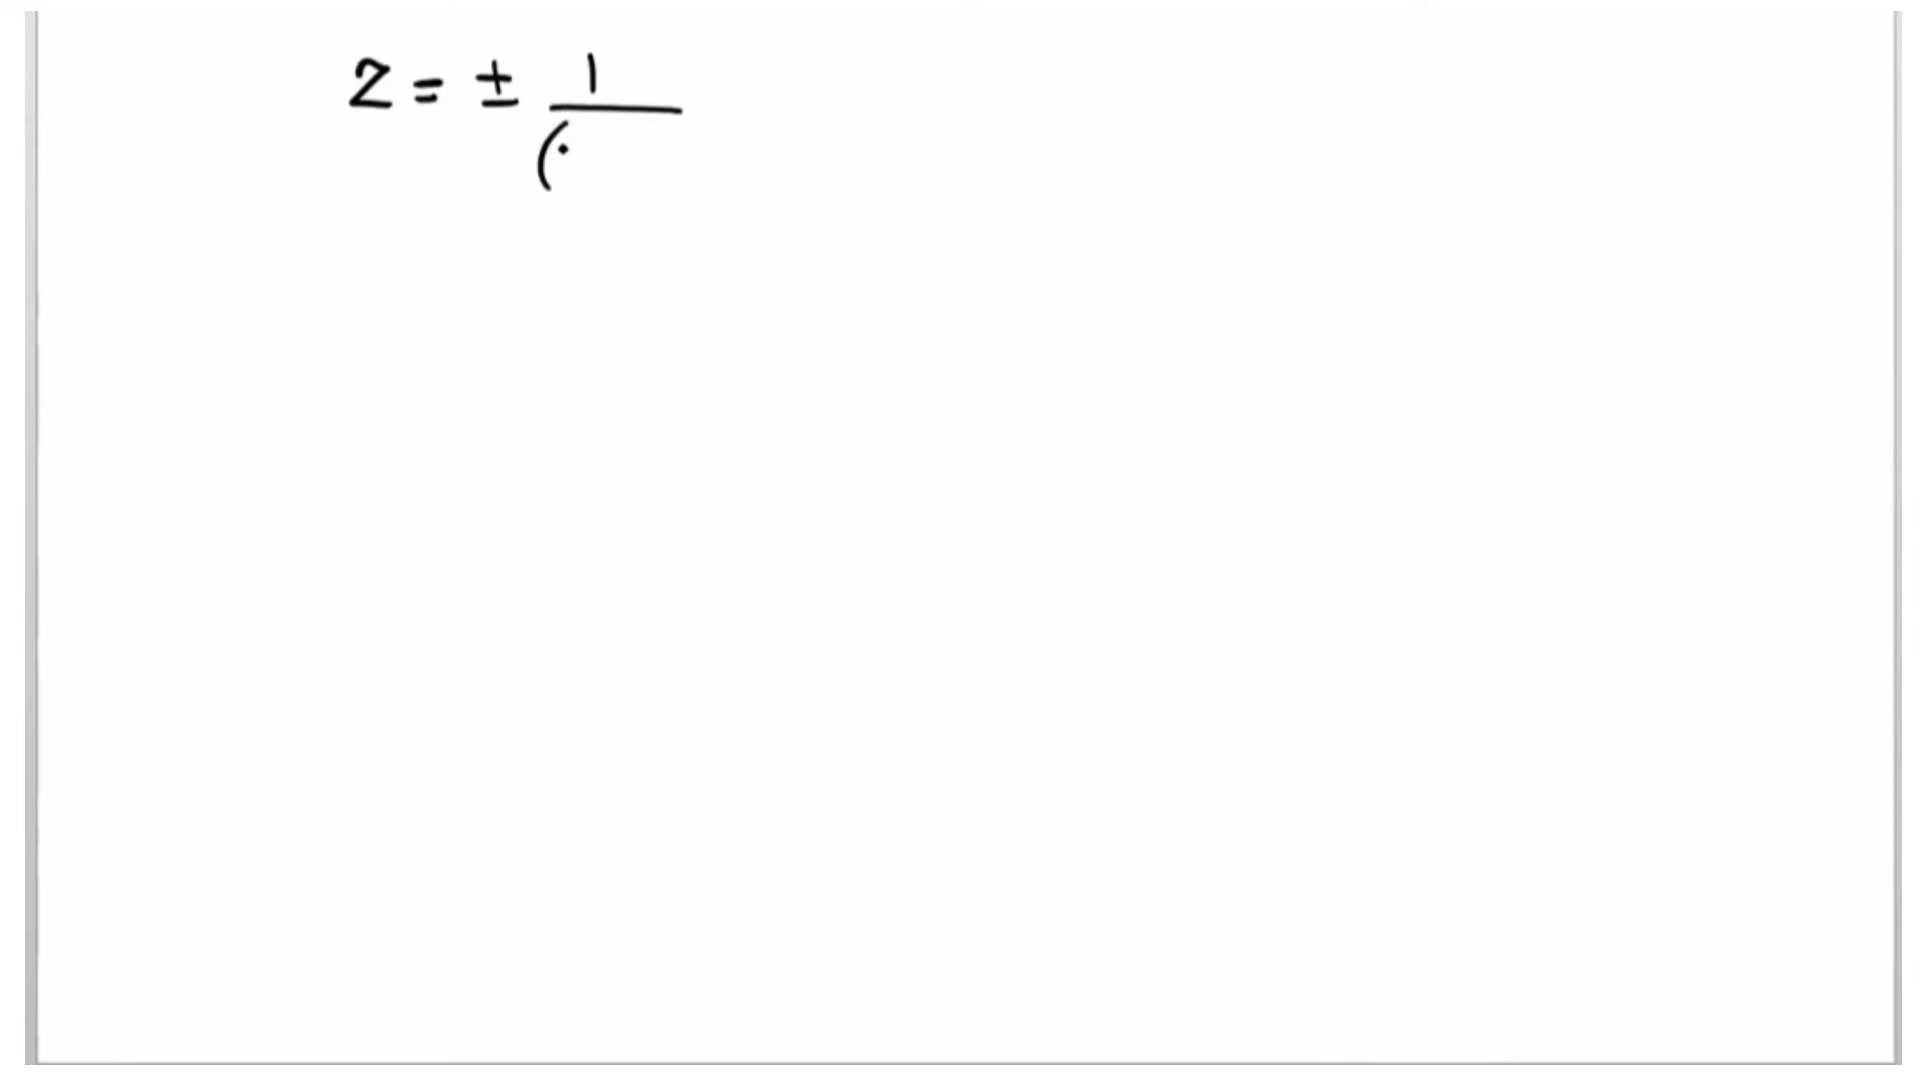 z = ± 1/(